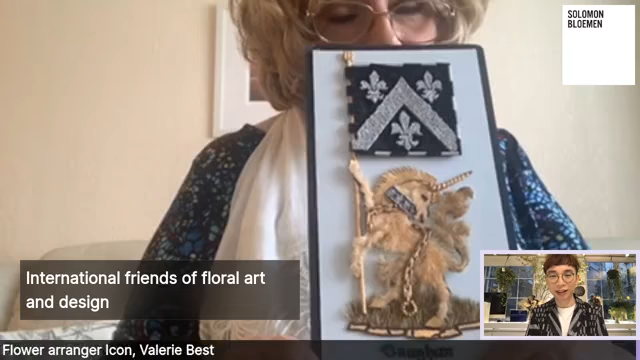 SOLOMON
BLOEMEN
International friends of floral art
and design
Flower arranger Icon, Valerie Best